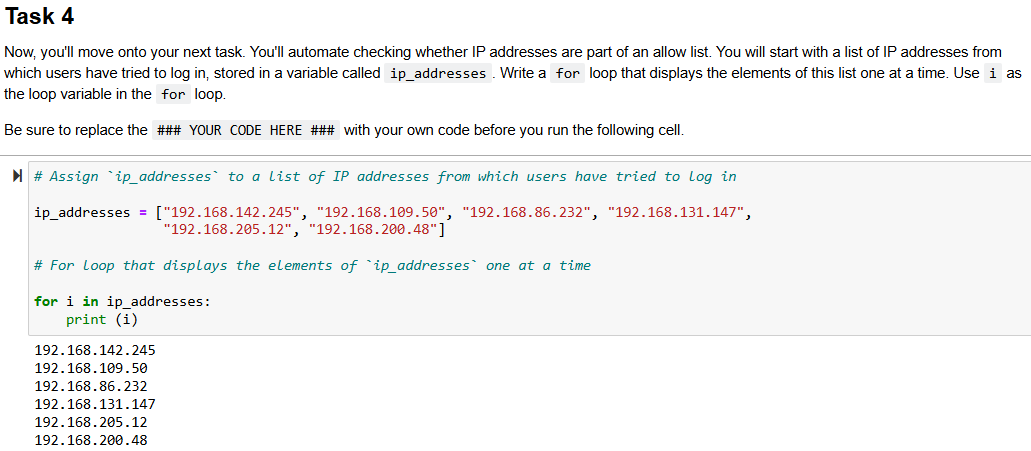 Task 4
Now, you'll move onto your next task. You'll automate checking whether IP addresses are part of an allow list. You will start with a list of IP addresses from
which users have tried to log in, stored in a variable called ip_addresses . Write a for loop that displays the elements of this list one at a time. Use i as
the loop variable in the for loop.
Be sure to replace the ### YOUR CODE HERE ### with your own code before you run the following cell.
# Assign `ip_addresses` to a list of IP addresses from which users have tried to log in
ip_addresses = ["192.168.142.245", "192.168.109.50", "192.168.86.232", "192.168.131.147",
"192.168.205.12", "192.168.200.48"]
# For loop that displays the elements of `ip_addresses` one at a time
for i in ip_addresses:
print (i)
192.168.142.245
192.168.109.50
192.168.86.232
192.168.131.147
192.168.205.12
192.168.200.48